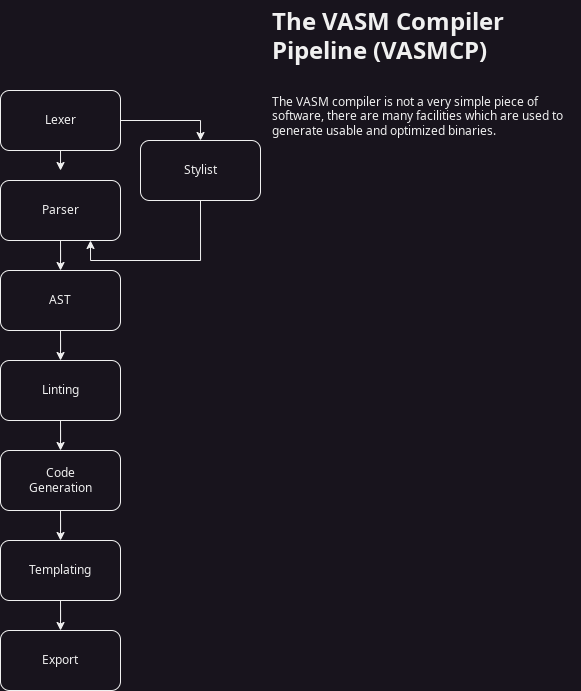 The VASM Compiler
Pipeline (VASMCP)
The VASM compiler is not a very simple piece of
software, there are many facilities which are used to
generate usable and optimized binaries.
Lexer
Stylist
Parser
AST
Linting
Code
Generation
Templating
Export